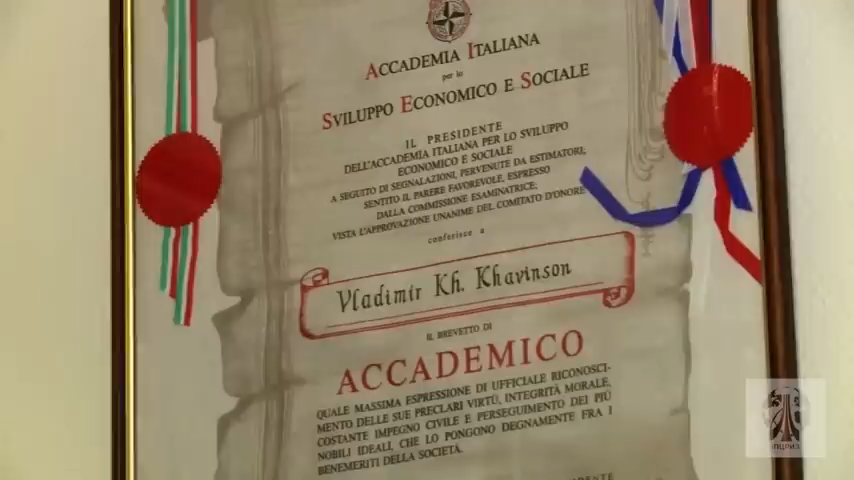 ACCADEMIA ITALIANA
per lo
SVILUPPO ECONOMICO E SOCIALE
IL PRESIDENTE
DELL'ACCADEMIA ITALIANA PER LO SVILUPPO
ECONOMICO E SOCIALE
A SEGUITO DI SEGNALAZIONI, PERVENUTE DA ESTIMATORI,
SENTITO IL PARERE FAVOREVOLE, ESPRESSO
DALLA COMMISSIONE ESAMINATRICE,
VISTA L'APPROVAZIONE UNANIME DEL COMITATO D'ONORE
conferisce a
Vladimir Kh. Khavinson
IL BREVETTO DI
ACCADEMICO
QUALE MASSIMA ESPRESSIONE DI UFFICIALE RICONOSCI-
MENTO DELLE SUE PRECLARI VIRTÙ, INTEGRITÀ MORALE,
COSTANTE IMPEGNO CIVILE E PERSEGUIMENTO DEI PIÙ
NOBILI IDEALI, CHE LO PONGONO DEGNAMENTE FRA I
BENEMERITI DELLA SOCIETÀ.